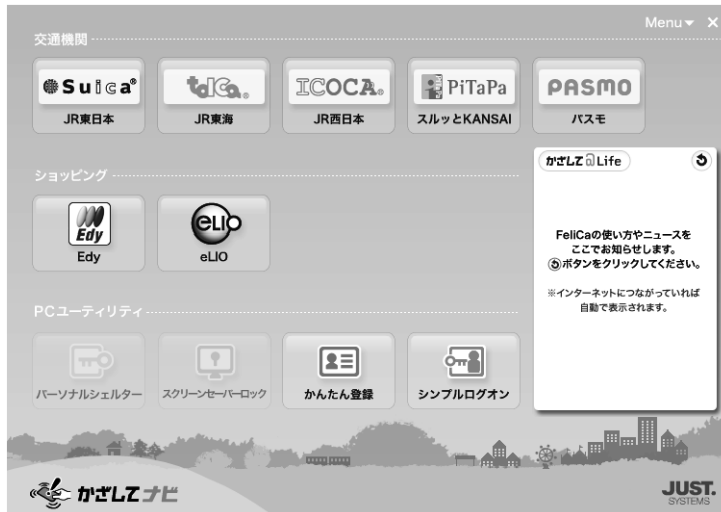 Menu
交通機関
Suica®
TOICA®
ICOCA®
PiTaPa
PASMO
JR東日本
JR東海
JR西日本
スルッとKANSAI
パスモ
ショッピング
Edy
Edy
eLIO
eLIO
かざして@Life
FeliCaの使い方やニュースを
ここでお知らせします。
ボタンをクリックしてください。
※インターネットにつながっていれば
自動で表示されます。
PCユーティリティ
パーソナルシェルター
スクリーンセーバーロック
かんたん登録
シンプルログオン
かざしてナビ
JUST.
SYSTEMS